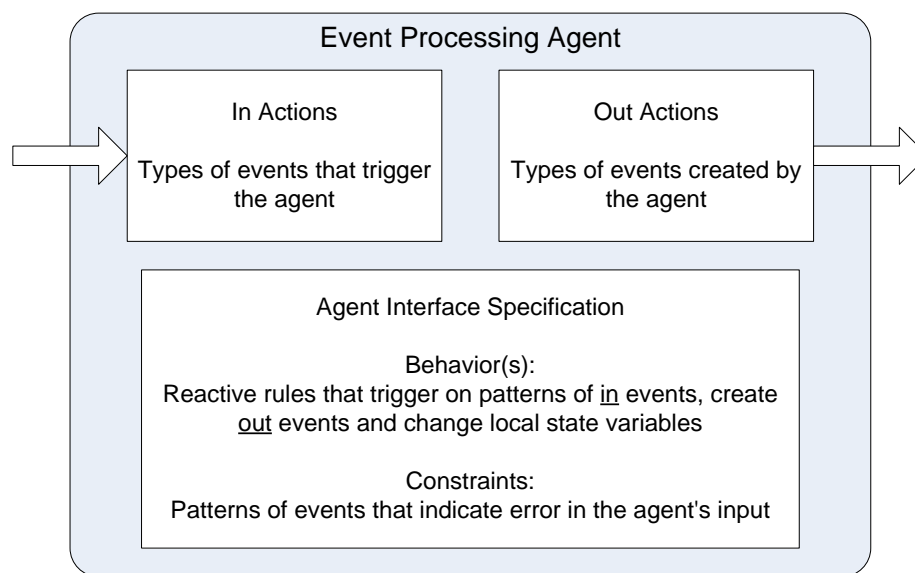 Event Processing Agent
In Actions
Types of events that trigger
the agent
Out Actions
Types of events created by
the agent
Agent Interface Specification
Behavior(s):
Reactive rules that trigger on patterns of in events, create
out events and change local state variables
Constraints:
Patterns of events that indicate error in the agent's input